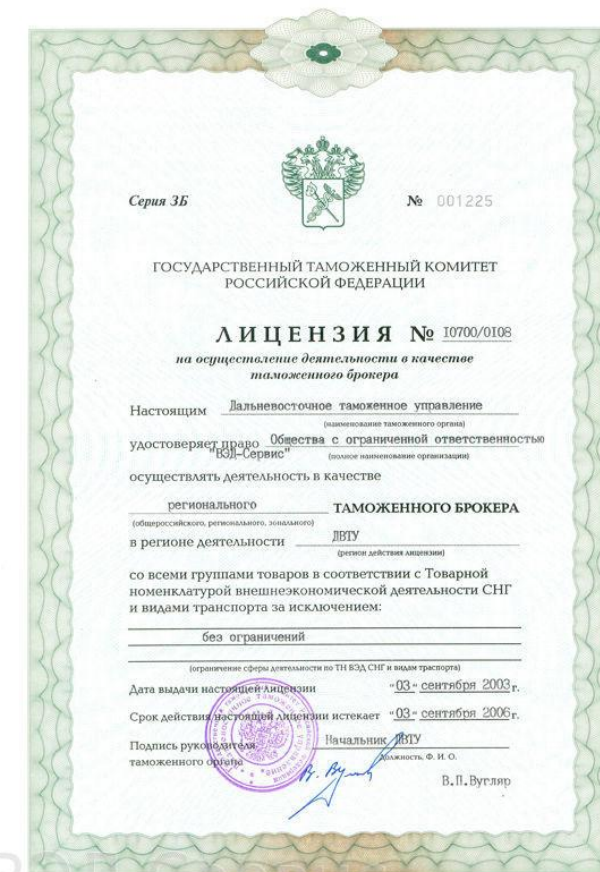 Серия ЗБ
№ 001225
ГОСУДАРСТВЕННЫЙ ТАМОЖЕННЫЙ КОМИТЕТ
РОССИЙСКОЙ ФЕДЕРАЦИИ
ЛИЦЕНЗИЯ № I0700/0I08
на осуществление деятельности в качестве
таможенного брокера
Настоящим Дальневосточное таможенное управление
(наименование таможенного органа)
удостоверяет право Общества с ограниченной ответственностью
"ВЭД-Сервис" (полное наименование организации)
осуществлять деятельность в качестве
регионального ТАМОЖЕННОГО БРОКЕРА
(общероссийского, регионального, зонального)
в регионе деятельности ДВТУ
(регион действия лицензии)
со всеми группами товаров в соответствии с Товарной
номенклатурой внешнеэкономической деятельности СНГ
и видами транспорта за исключением:
без ограничений
(ограничение сферы деятельности по ТН ВЭД СНГ и видам траспорта)
Дата выдачи настоящей лицензии "03" сентября 2003 г.
Срок действия настоящей лицензии истекает "03" сентября 2006 г.
Подпись руководителя Начальник ДВТУ
таможенного органа должность, Ф. И. О.
В.П.Вугляр